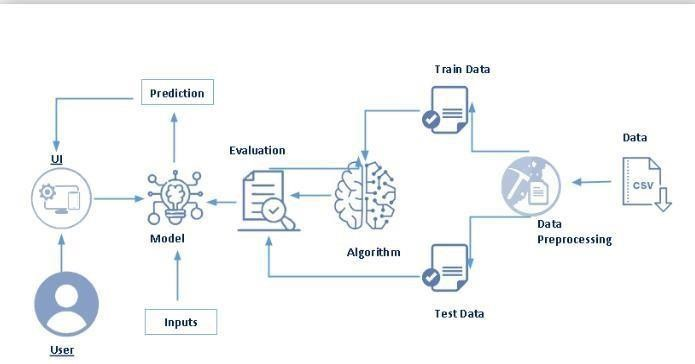 Train Data
Prediction
Data
Evaluation
UI
CSV
Model
Data
Preprocessing
Algorithm
Inputs
Test Data
User